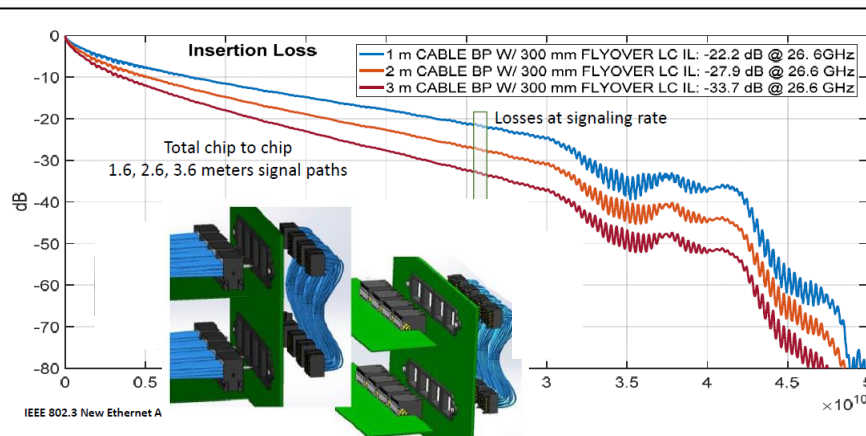 Insertion Loss
1 m CABLE BP W/ 300 mm FLYOVER LC IL: -22.2 dB @ 26. 6GHz
2 m CABLE BP W/ 300 mm FLYOVER LC IL: -27.9 dB @ 26.6 GHz
3 m CABLE BP W/ 300 mm FLYOVER LC IL: -33.7 dB @ 26.6 GHz
Losses at signaling rate
Total chip to chip
1.6, 2.6, 3.6 meters signal paths
dB
0
-10
-20
-30
-40
-50
-60
-70
-80
0 0.5 3 3.5 4 4.5
×10
IEEE 802.3 New Ethernet A